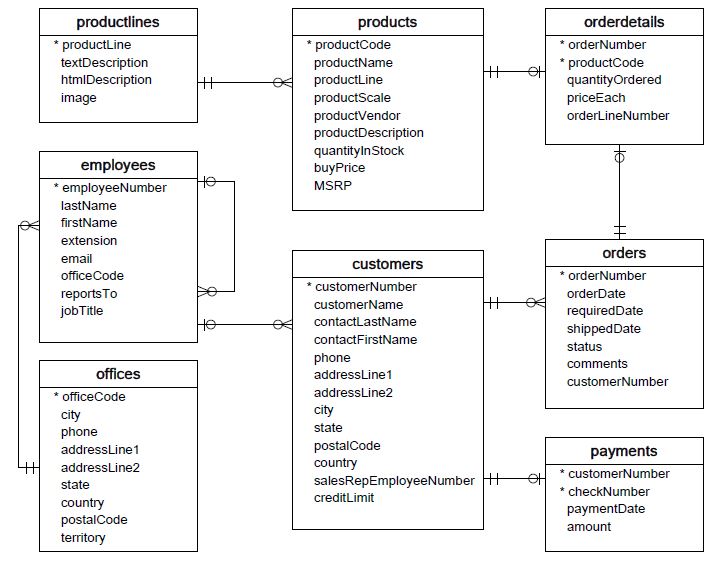 productlines
* productLine
textDescription
htmlDescription
image
products
* productCode
productName
productLine
productScale
productVendor
productDescription
quantityInStock
buyPrice
MSRP
orderdetails
* orderNumber
* productCode
quantityOrdered
priceEach
orderLineNumber
employees
* employeeNumber
lastName
firstName
extension
email
officeCode
reportsTo
jobTitle
customers
* customerNumber
customerName
contactLastName
contactFirstName
phone
addressLine1
addressLine2
city
state
postalCode
country
salesRepEmployeeNumber
creditLimit
orders
* orderNumber
orderDate
requiredDate
shippedDate
status
comments
customerNumber
offices
* officeCode
city
phone
addressLine1
addressLine2
state
country
postalCode
territory
payments
* customerNumber
* checkNumber
paymentDate
amount